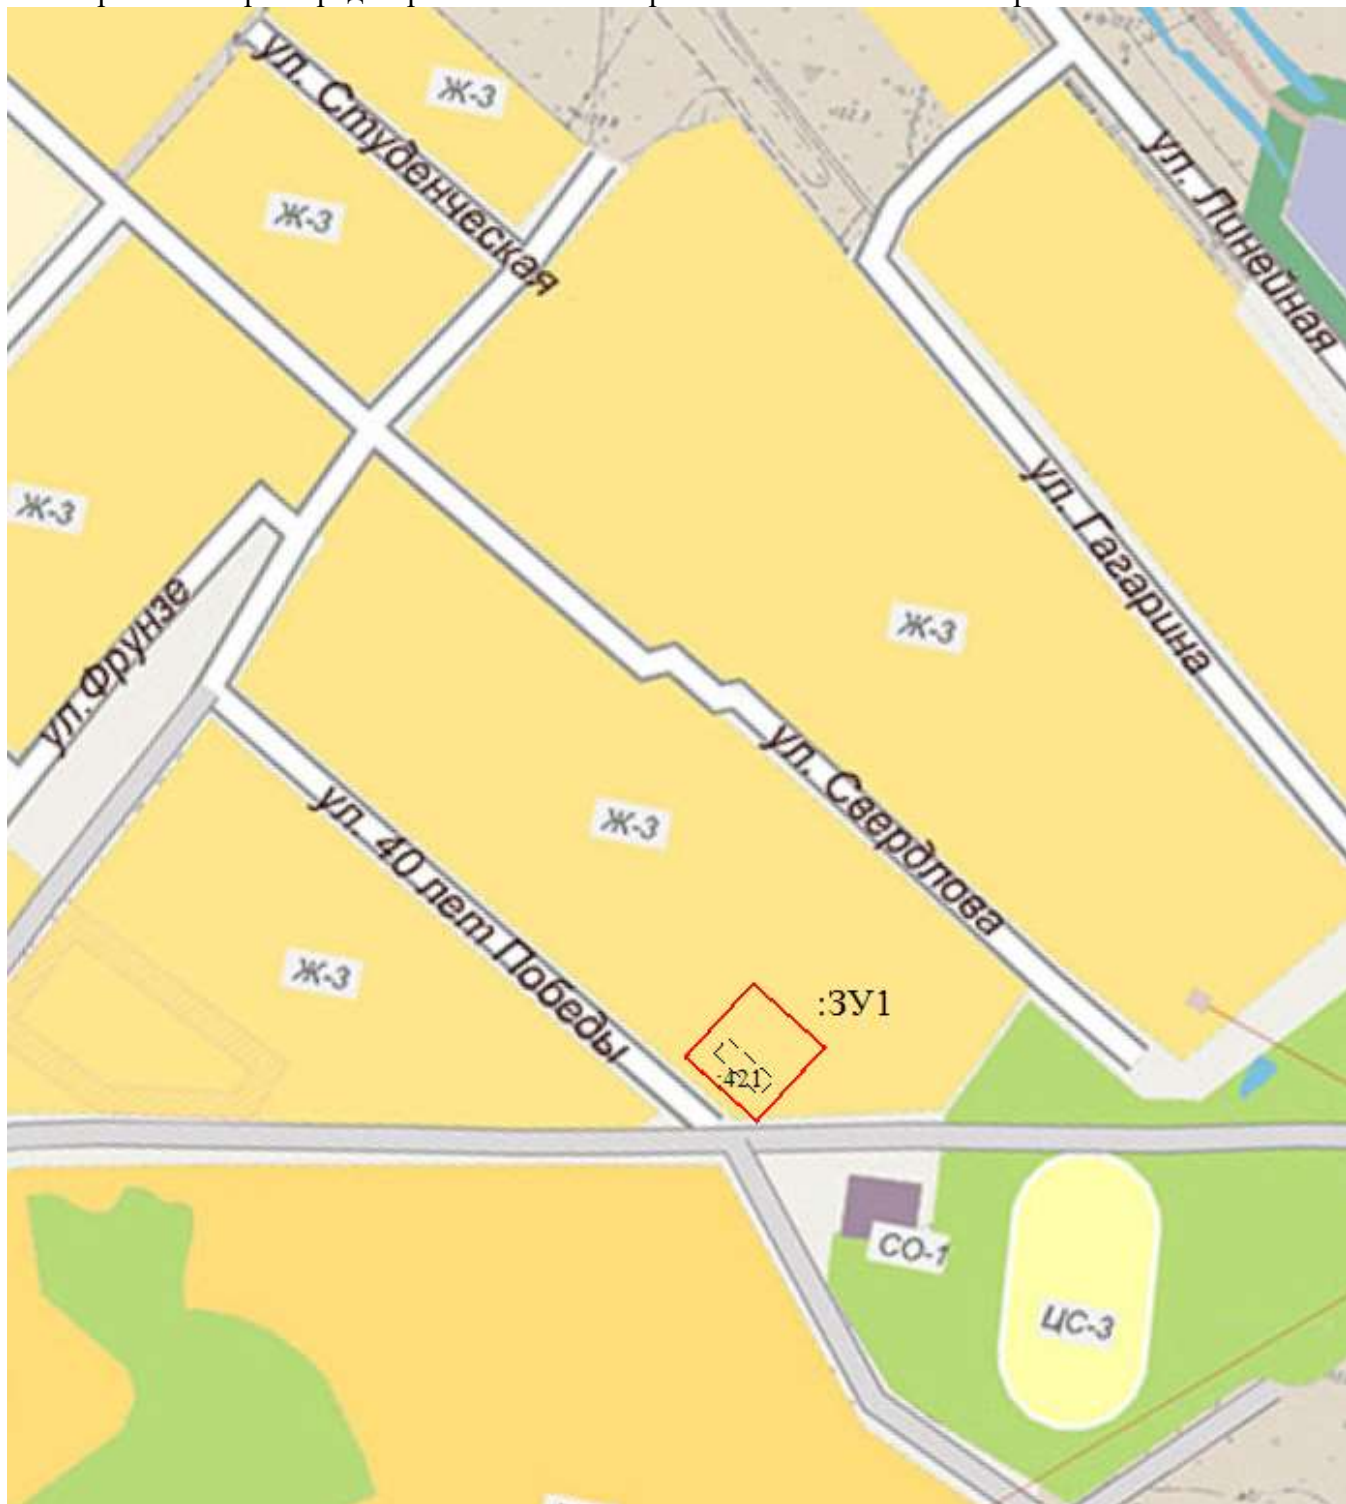 ул. Студенческая
Ж-3
Ж-3
ул. Линейная
Ж-3
ул. Гагарина
ул. Фрунзе
Ж-3
ул. Свердлова
Ж-3
ул. 40 лет Победы
Ж-3
:ЗУ1
:421
СО-1
ЦС-3